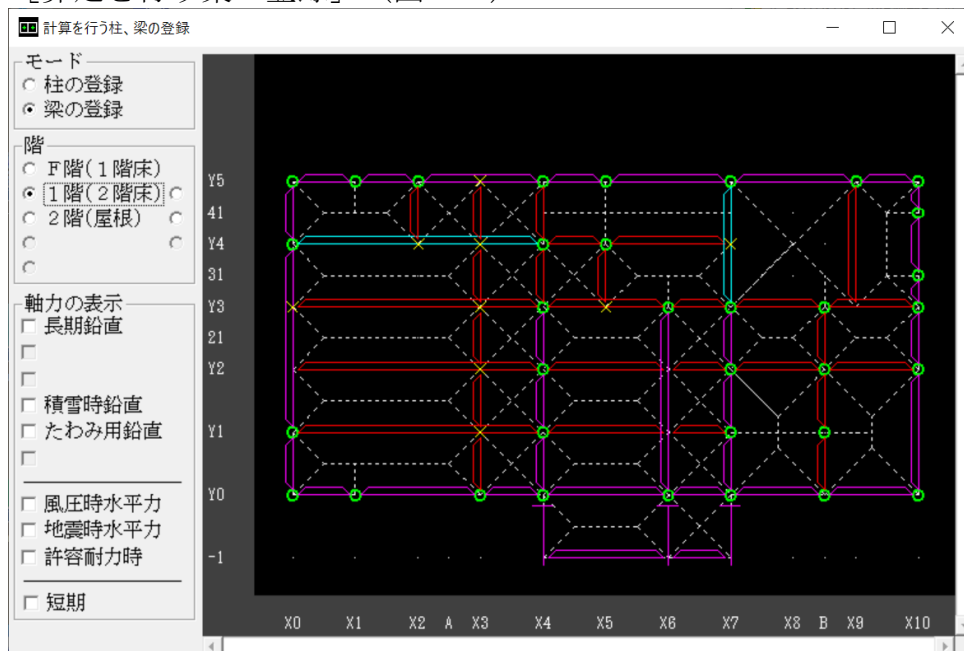 計算を行う柱、梁の登録
モード
柱の登録
梁の登録
階
F階(1階床)
1階(2階床)
2階(屋根)
軸力の表示
長期鉛直
積雪時鉛直
たわみ用鉛直
風圧時水平力
地震時水平力
許容耐力時
短期
Y5
41
Y4
31
Y3
21
Y2
Y1
Y0
-1
X0 X1 X2 A X3 X4 X5 X6 X7 X8 B X9 X10